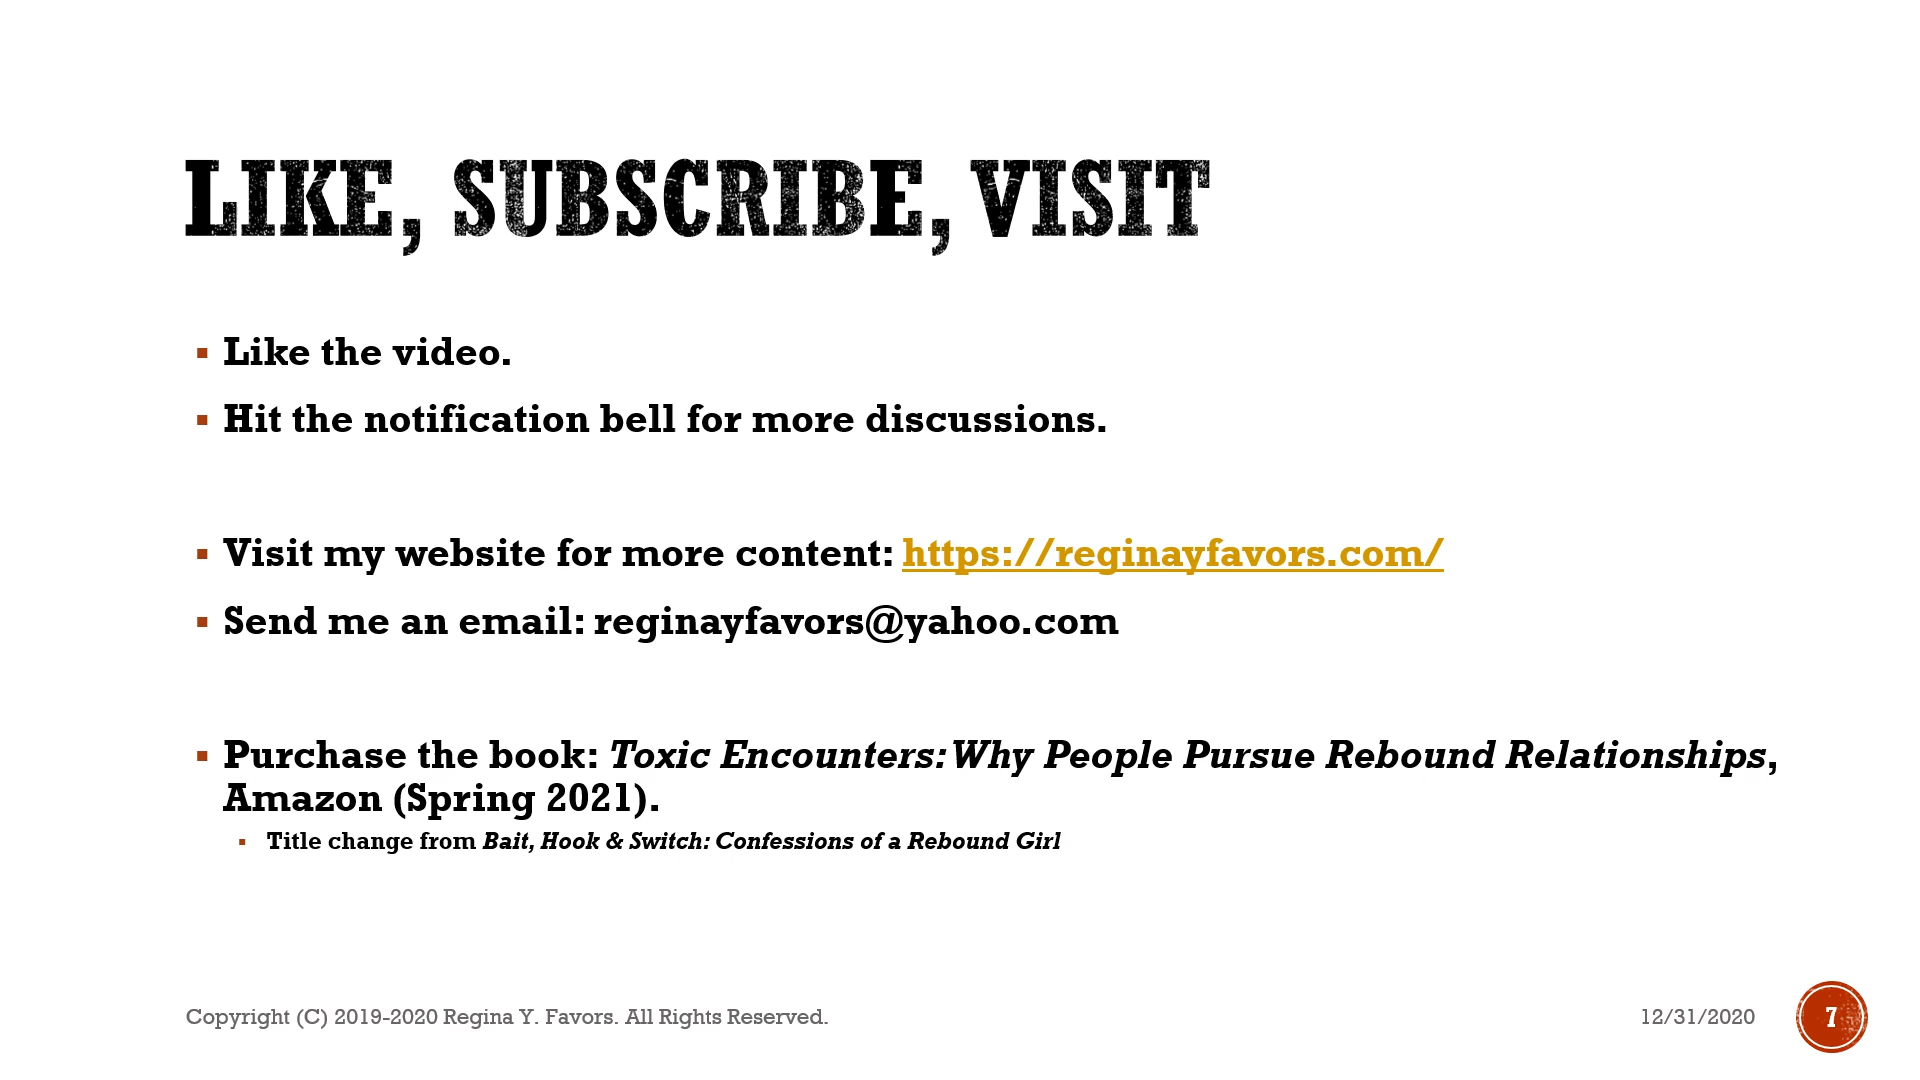 LIKE, SUBSCRIBE, VISIT
▪ Like the video.
▪ Hit the notification bell for more discussions.
▪ Visit my website for more content: https://reginayfavors.com/
▪ Send me an email: reginayfavors@yahoo.com
▪ Purchase the book: Toxic Encounters: Why People Pursue Rebound Relationships,
Amazon (Spring 2021).
▪ Title change from Bait, Hook & Switch: Confessions of a Rebound Girl
Copyright (C) 2019-2020 Regina Y. Favors. All Rights Reserved.
12/31/2020
7